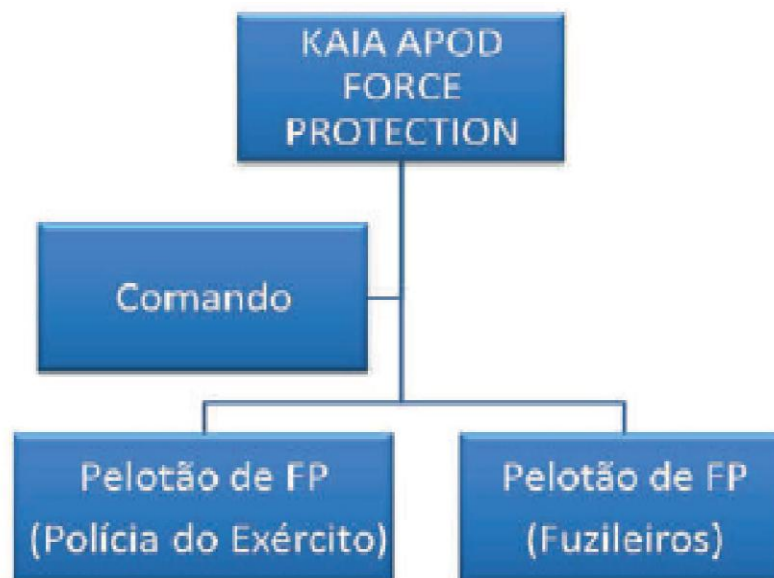 KAIA APOD
FORCE
PROTECTION
Comando
Pelotão de FP
(Polícia do Exército)
Pelotão de FP
(Fuzileiros)